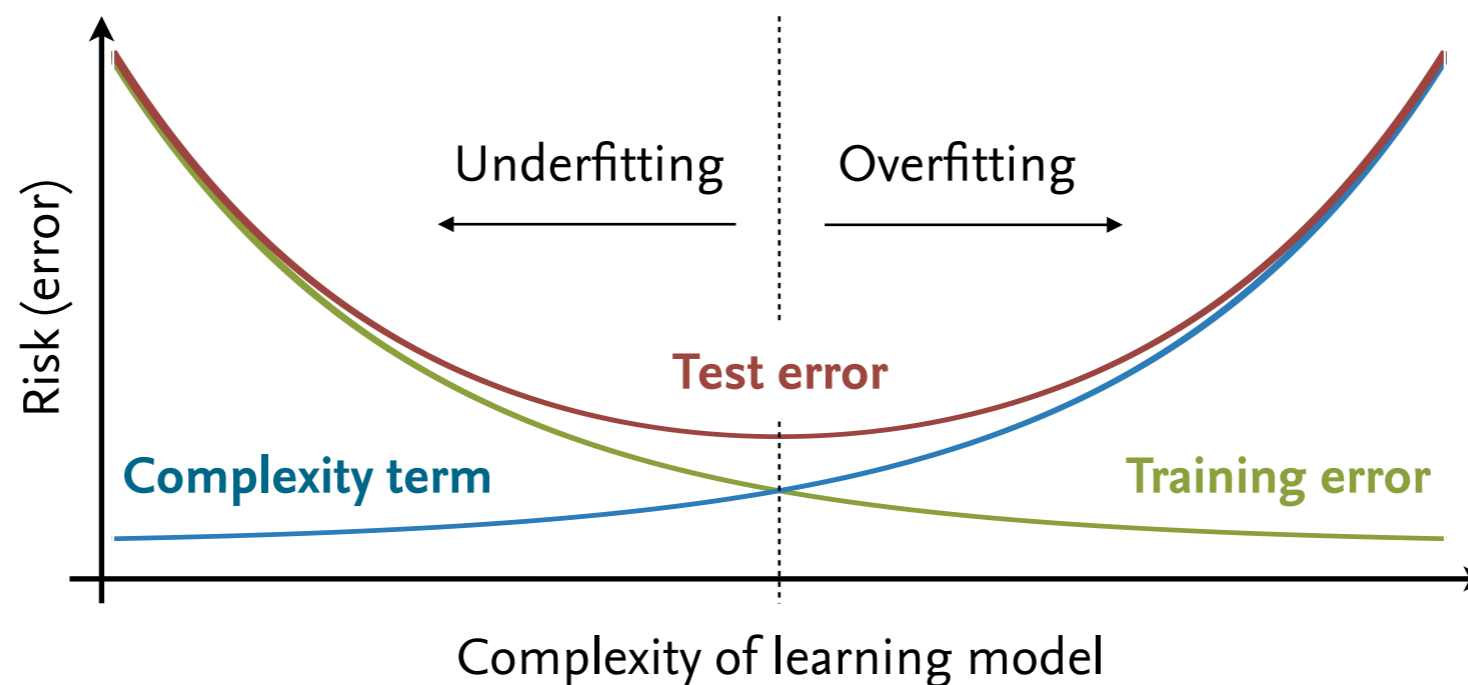 Underfitting
Overfitting
Risk (error)
Test error
Complexity term
Training error
Complexity of learning model